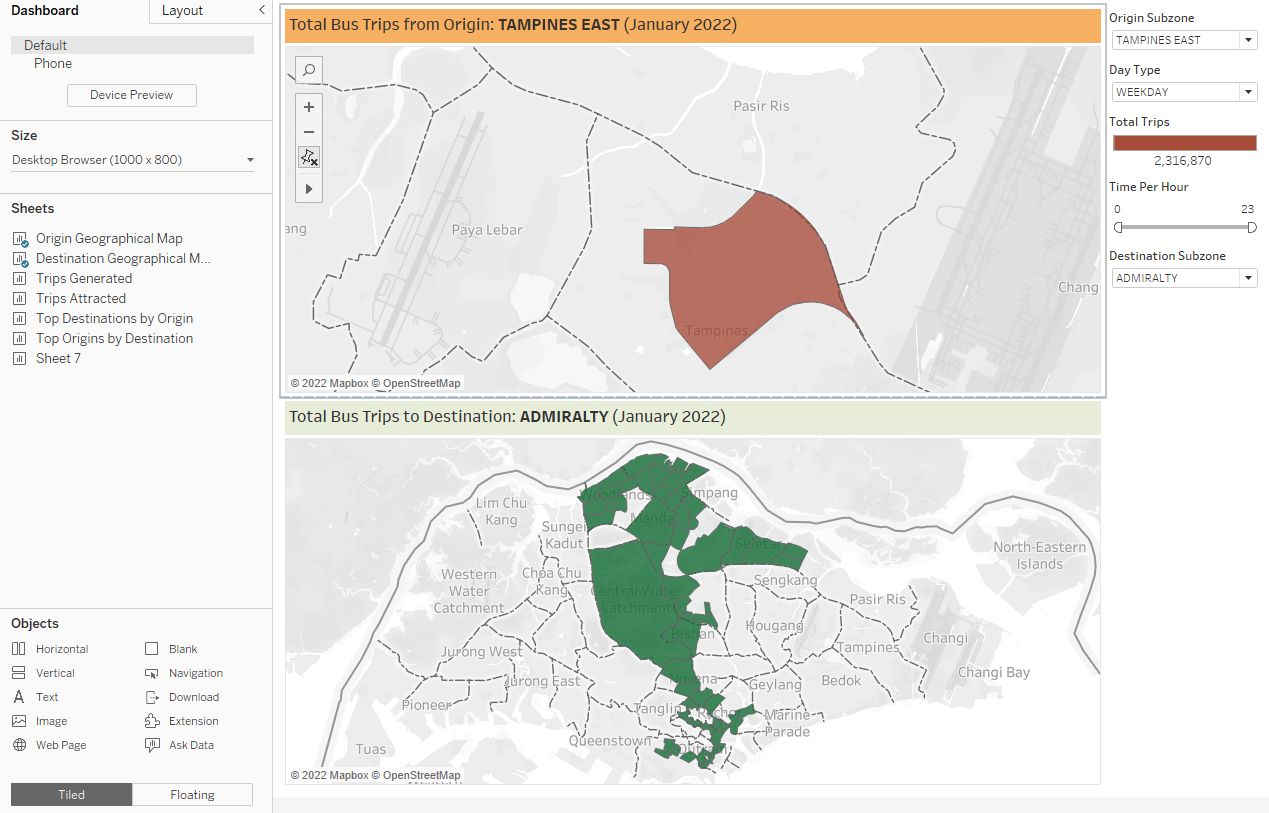 Dashboard
Layout
Default
Phone
Device Preview
Size
Desktop Browser (1000 x 800)
Sheets
Origin Geographical Map
Destination Geographical M...
Trips Generated
Trips Attracted
Top Destinations by Origin
Top Origins by Destination
Sheet 7
Objects
Horizontal
Blank
Vertical
Navigation
A Text
Download
Image
Extension
Web Page
Ask Data
Tiled
Floating
Total Bus Trips from Origin: TAMPINES EAST (January 2022)
Pasir Ris
ang
Paya Lebar
Chang
Tampines
© 2022 Mapbox © OpenStreetMap
Total Bus Trips to Destination: ADMIRALTY (January 2022)
Woodlands
Simpang
Lim Chu
Kang
Manda
Sungei
Kadut
Seletar
North-Eastern
Islands
Western
Water
Catchment
Choa Chu
Kang
Sengkang
Central Water
Catchment
Pasir Ris
Bishan
Hougang
Changi
Tampines
Jurong West
Changi Bay
Jurong East
Novena
Geylang
Bedok
Pioneer
Tanglin
Roch
Marine
Parade
Queenstown
Outram
Tuas
© 2022 Mapbox © OpenStreetMap
Origin Subzone
TAMPINES EAST
Day Type
WEEKDAY
Total Trips
2,316,870
Time Per Hour
0
23
Destination Subzone
ADMIRALTY